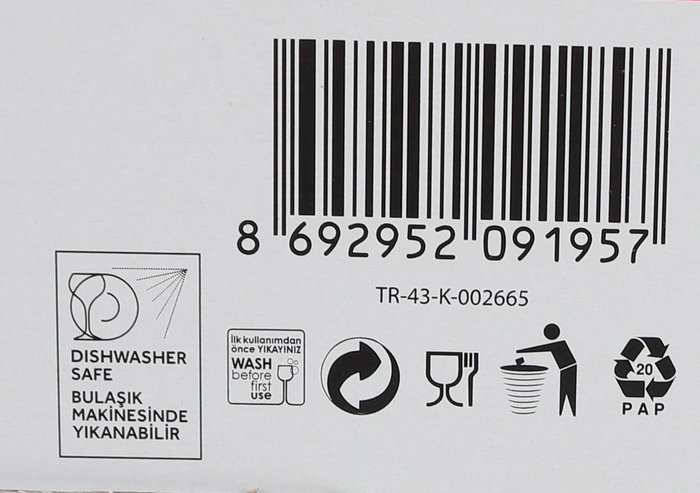 8 692952 091957
TR-43-K-002665
DISHWASHER
SAFE
BULAŞIK
MAKİNESİNDE
YIKANABİLİR
İlk kullanımdan
önce YIKAYINIZ
WASH
before
first
use
20
PAP